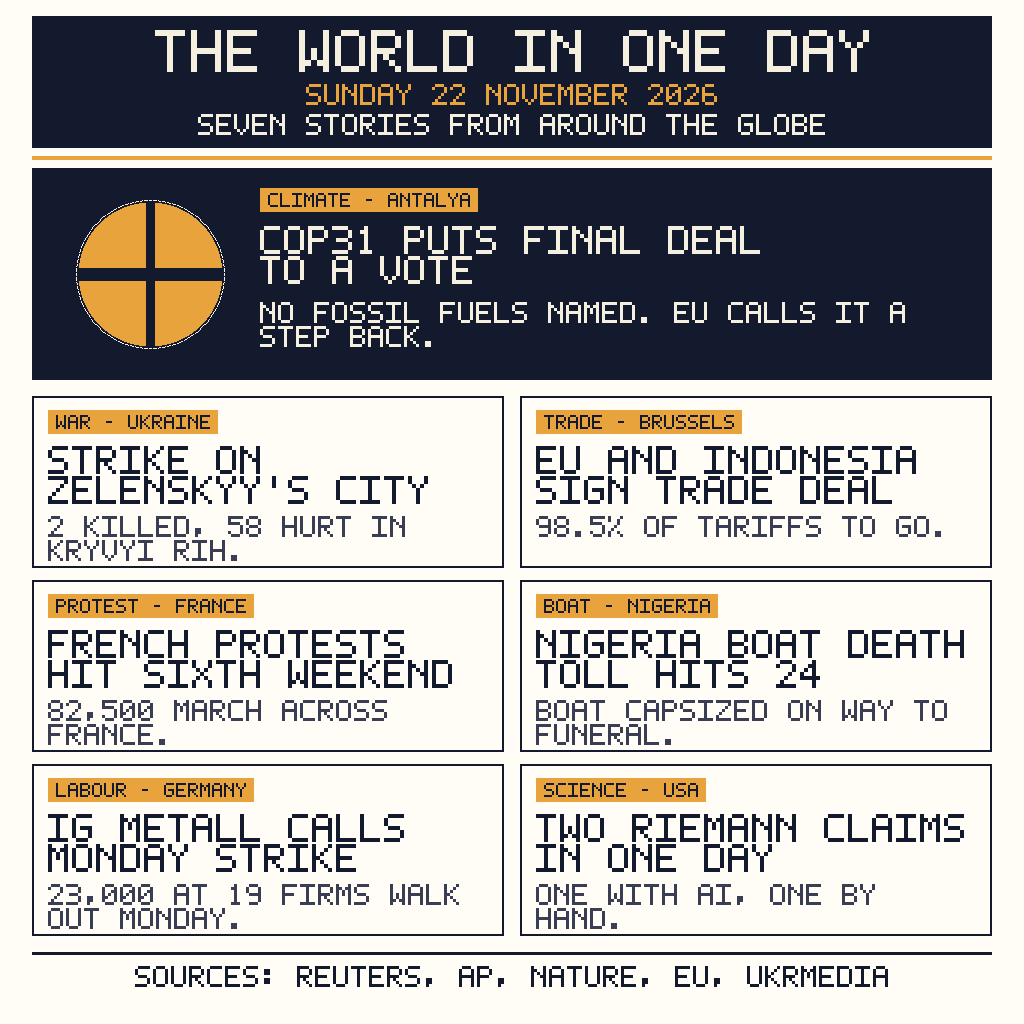 THE WORLD IN ONE DAY
SUNDAY 22 NOVEMBER 2026
SEVEN STORIES FROM AROUND THE GLOBE
CLIMATE - ANTALYA
COP31 PUTS FINAL DEAL
TO A VOTE
NO FOSSIL FUELS NAMED. EU CALLS IT A
STEP BACK.
WAR - UKRAINE
STRIKE ON
ZELENSKYY'S CITY
2 KILLED, 58 HURT IN
KRYVYI RIH.
TRADE - BRUSSELS
EU AND INDONESIA
SIGN TRADE DEAL
98.5% OF TARIFFS TO GO.
PROTEST - FRANCE
FRENCH PROTESTS
HIT SIXTH WEEKEND
82,500 MARCH ACROSS
FRANCE.
BOAT - NIGERIA
NIGERIA BOAT DEATH
TOLL HITS 24
BOAT CAPSIZED ON WAY TO
FUNERAL.
LABOUR - GERMANY
IG METALL CALLS
MONDAY STRIKE
23,000 AT 19 FIRMS WALK
OUT MONDAY.
SCIENCE - USA
TWO RIEMANN CLAIMS
IN ONE DAY
ONE WITH AI, ONE BY
HAND.
SOURCES: REUTERS, AP, NATURE, EU, UKRMEDIA